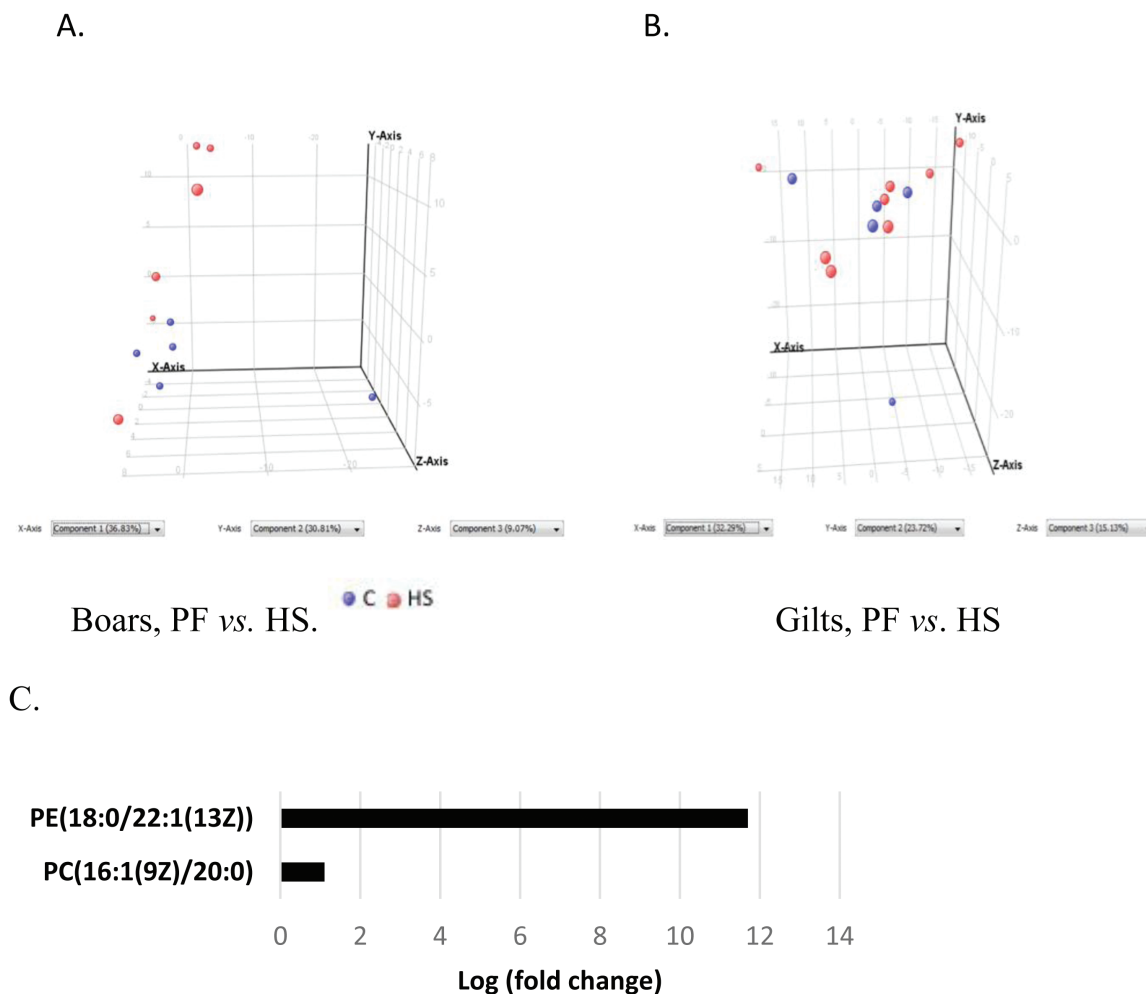 A.
B.
Y-Axis
X-Axis
Z-Axis
Y-Axis
X-Axis
Z-Axis
X-Axis Component 1 (36.83%) Y-Axis Component 2 (30.81%) Z-Axis Component 3 (9.07%)
X-Axis Component 1 (32.29%) Y-Axis Component 2 (23.72%) Z-Axis Component 3 (15.13%)
C HS
Boars, PF vs. HS.
Gilts, PF vs. HS
C.
PE(18:0/22:1(13Z))
PC(16:1(9Z)/20:0)
0 2 4 6 8 10 12 14
Log (fold change)